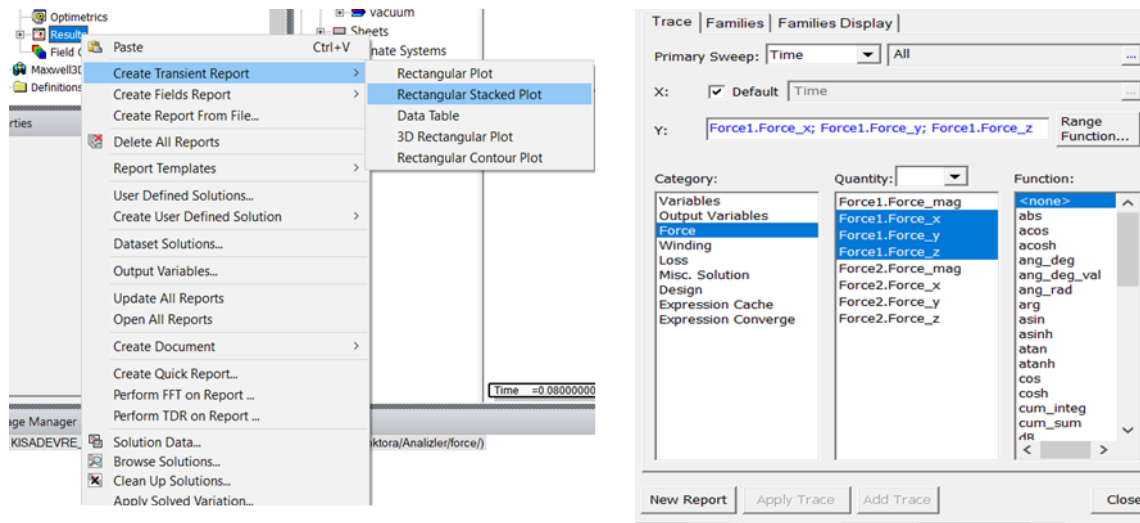 Optimetrics
Results
Field O
Maxwell3D
Definitions
rties
vacuum
Sheets
nate Systems
Paste Ctrl+V
Create Transient Report >
Create Fields Report >
Create Report From File...
Delete All Reports
Report Templates >
User Defined Solutions...
Create User Defined Solution >
Dataset Solutions...
Output Variables...
Update All Reports
Open All Reports
Create Document >
Create Quick Report...
Perform FFT on Report ...
Perform TDR on Report ...
Solution Data...
Browse Solutions...
Clean Up Solutions...
Apply Solved Variation...
Rectangular Plot
Rectangular Stacked Plot
Data Table
3D Rectangular Plot
Rectangular Contour Plot
Time =0.08000000
age Manager
KISADEVRE_
oktora/Analizler/force/)
Trace Families Families Display
Primary Sweep: Time All ...
X: Default Time ...
Y: Force1.Force_x; Force1.Force_y; Force1.Force_z
Range
Function...
Category:
Variables
Output Variables
Force
Winding
Loss
Misc. Solution
Design
Expression Cache
Expression Converge
Quantity:
Force1.Force_mag
Force1.Force_x
Force1.Force_y
Force1.Force_z
Force2.Force_mag
Force2.Force_x
Force2.Force_y
Force2.Force_z
Function:
<none>
abs
acos
acosh
ang_deg
ang_deg_val
ang_rad
arg
asin
asinh
atan
atanh
cos
cosh
cum_integ
cum_sum
dB
New Report Apply Trace Add Trace Close